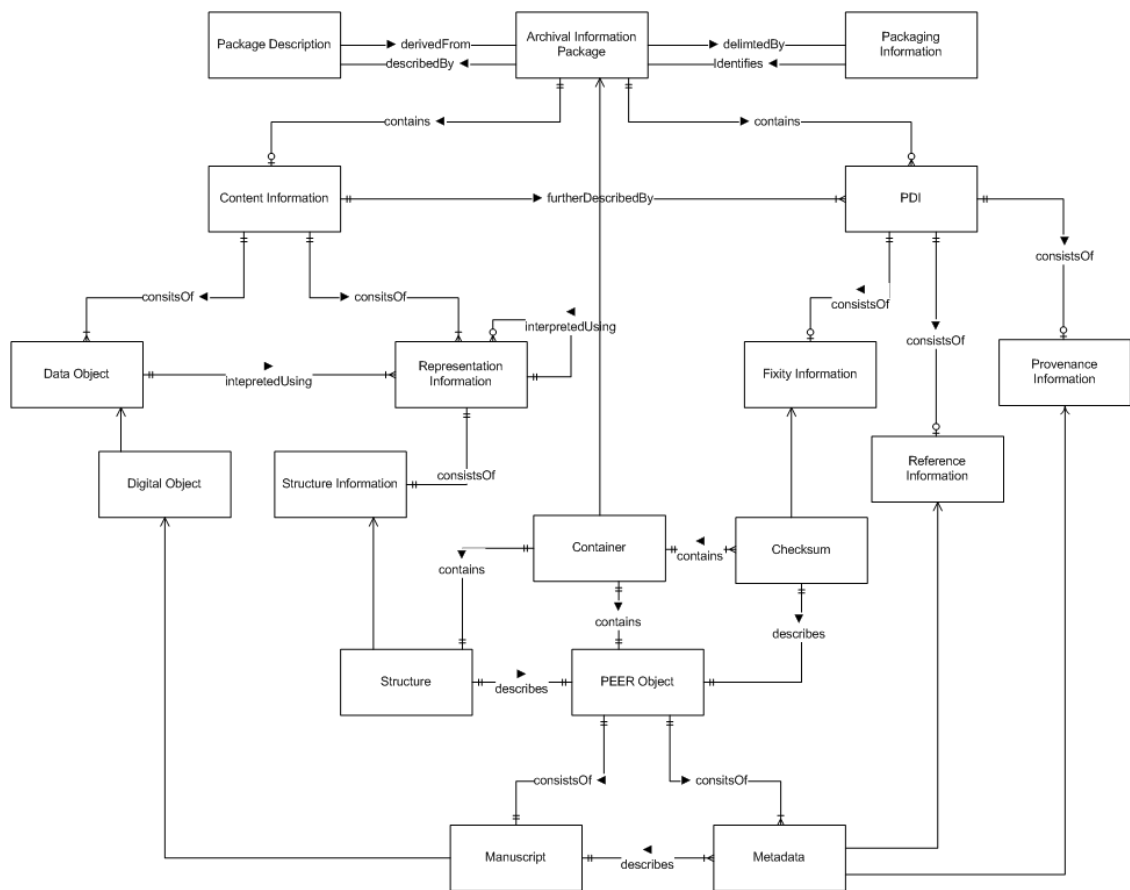 Package Description
derivedFrom
describedBy
Archival Information
Package
delimtedBy
Identifies
Packaging
Information
contains
contains
Content Information
furtherDescribedBy
PDI
consitsOf
consitsOf
consistsOf
consistsOf
consistsOf
interpretedUsing
Data Object
intepretedUsing
Representation
Information
Fixity Information
Provenance
Information
Digital Object
Structure Information
consistsOf
Reference
Information
Container
contains
Checksum
contains
contains
describes
Structure
describes
PEER Object
consistsOf
consitsOf
Manuscript
describes
Metadata